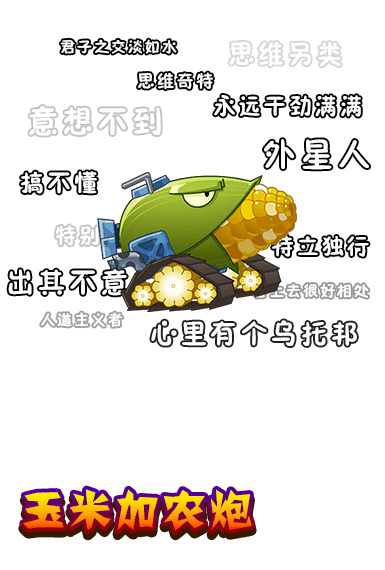 君子之交淡如水
思维另类
思维奇特
永远干劲满满
意想不到
外星人
搞不懂
特别
特立独行
出其不意
上去很好相处
人道主义者
心里有个乌托邦
玉米加农炮